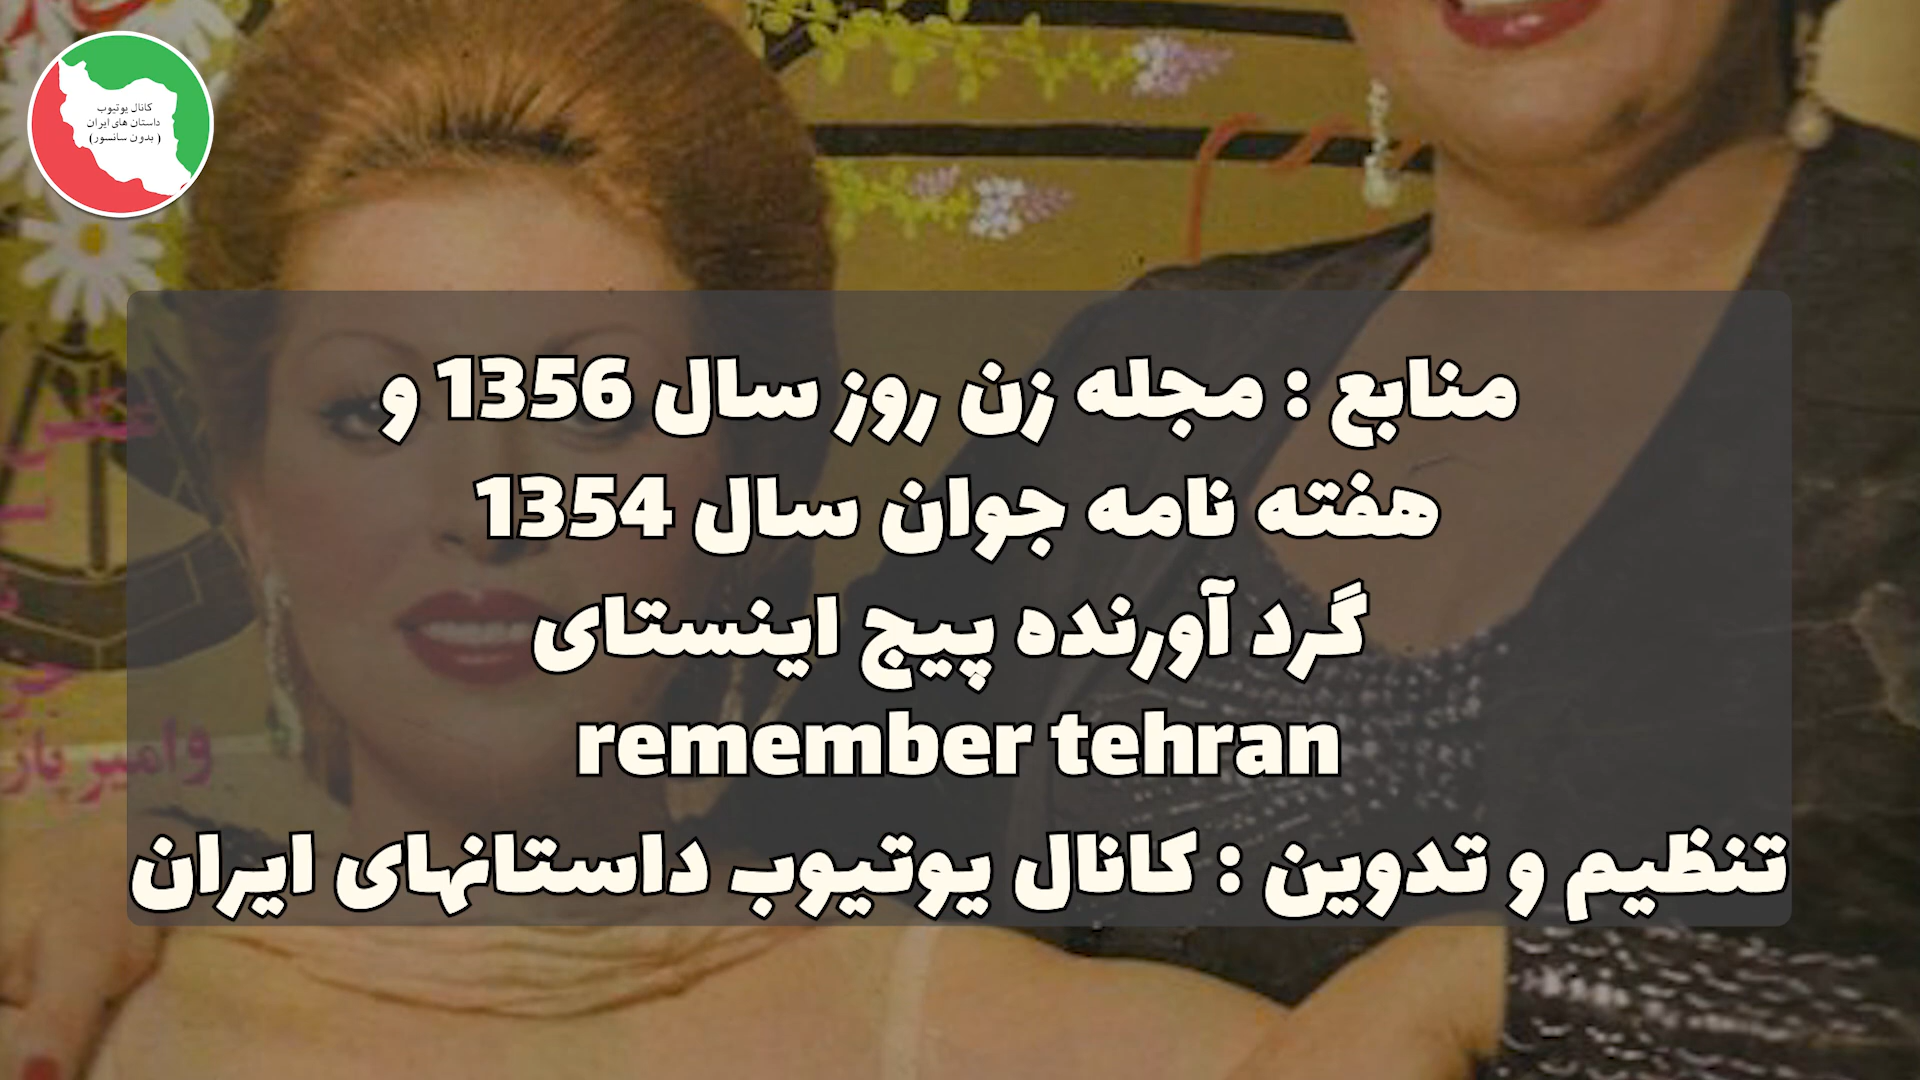 کانال یوتیوب
داستان های ایران
( بدون سانسور)
منابع : مجله زن روز سال 1356 و
هفته نامه جوان سال 1354
گرد آورنده پیج اینستای
remember tehran
تنظیم و تدوین : کانال یوتیوب داستانهای ایران